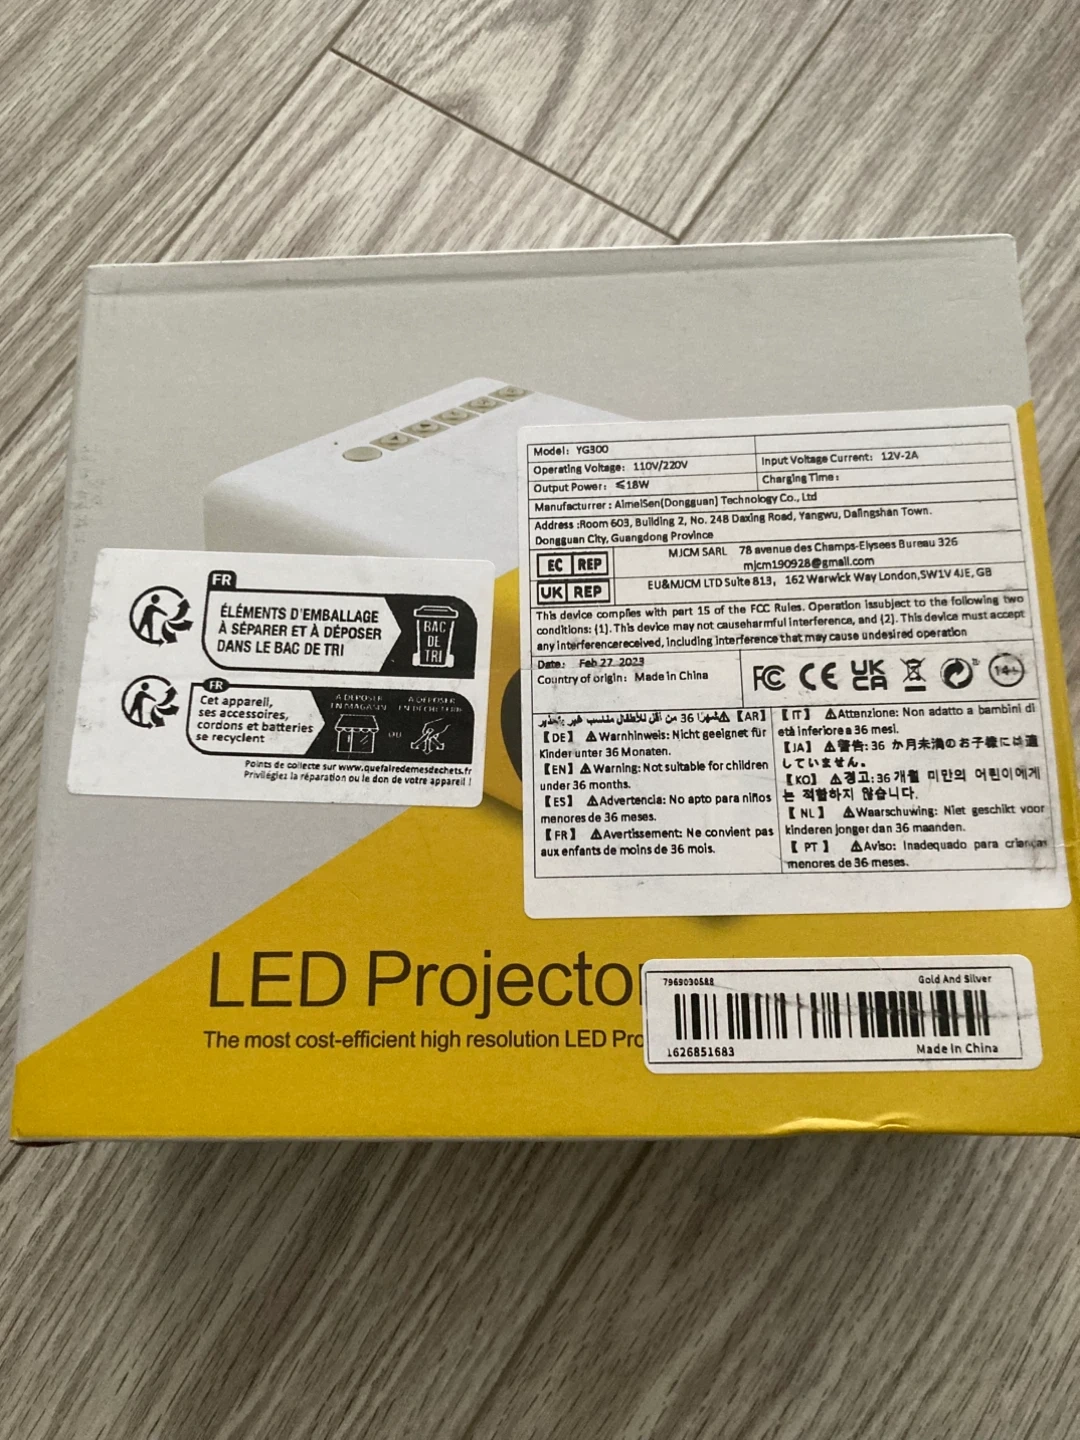 Model: YG300
Operating Voltage: 110V/220V
Input Voltage Current: 12V-2A
Output Power: ≤18W
Charging Time:
Manufacturrer : AimeiSen(Dongguan) Technology Co., Ltd
Address :Room 603, Building 2, No. 248 Daxing Road, Yangwu, Dalingshan Town.
Dongguan City, Guangdong Province
EC REP
MJCM SARL 78 avenue des Champs-Elysees Bureau 326
mjcm190928@gmail.com
UK REP
EU&MJCM LTD Suite 813, 162 Warwick Way London,SW1V 4JE, GB
This device complies with part 15 of the FCC Rules. Operation issubject to the following two
conditions: (1). This device may not causeharmful interference, and (2). This device must accept
any interferencereceived, including interference that may cause undesired operation
Date: Feb 27 2023
Country of origin: Made in China
FC CE UK CA 14+
【AR】
【DE】 ⚠Warnhinweis: Nicht geeignet für
Kinder unter 36 Monaten.
【EN】 ⚠Warning: Not suitable for children
under 36 months.
【ES】 ⚠Advertencia: No apto para niños
menores de 36 meses.
【FR】 ⚠Avertissement: Ne convient pas
aux enfants de moins de 36 mois.
【IT】 ⚠Attenzione: Non adatto a bambini di
età inferiore a 36 mesi.
【JA】 ⚠警告: 36 か月未満のお子様には適
していません。
【KO】 ⚠경고: 36 개월 미만의 어린이에게
는 적합하지 않습니다.
【NL】 ⚠Waarschuwing: Niet geschikt voor
kinderen jonger dan 36 maanden.
【PT】 ⚠Aviso: Inadequado para crianças
menores de 36 meses.
FR
ÉLÉMENTS D'EMBALLAGE
À SÉPARER ET À DÉPOSER
DANS LE BAC DE TRI
BAC
DE
TRI
FR
Cet appareil,
ses accessoires,
cordons et batteries
se recyclent
À DÉPOSER
EN MAGASIN
OU
À DÉPOSER
EN DÉCHÈTERIE
Points de collecte sur www.quefairedemesdechets.fr
Privilégiez la réparation ou le don de votre appareil !
LED Projector
The most cost-efficient high resolution LED Pro
7969030588
Gold And Silver
1626851683
Made In China